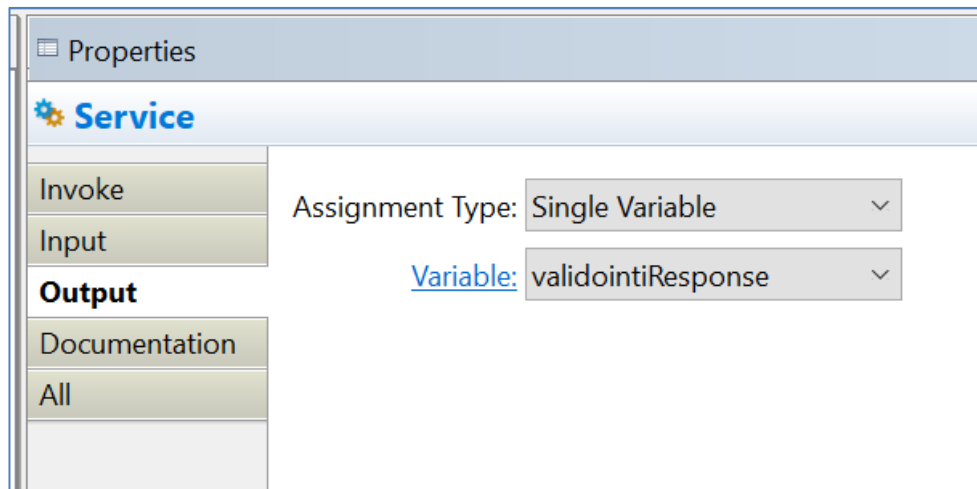 Properties
Service
Invoke
Input
Output
Documentation
All
Assignment Type: Single Variable
Variable: validointiResponse